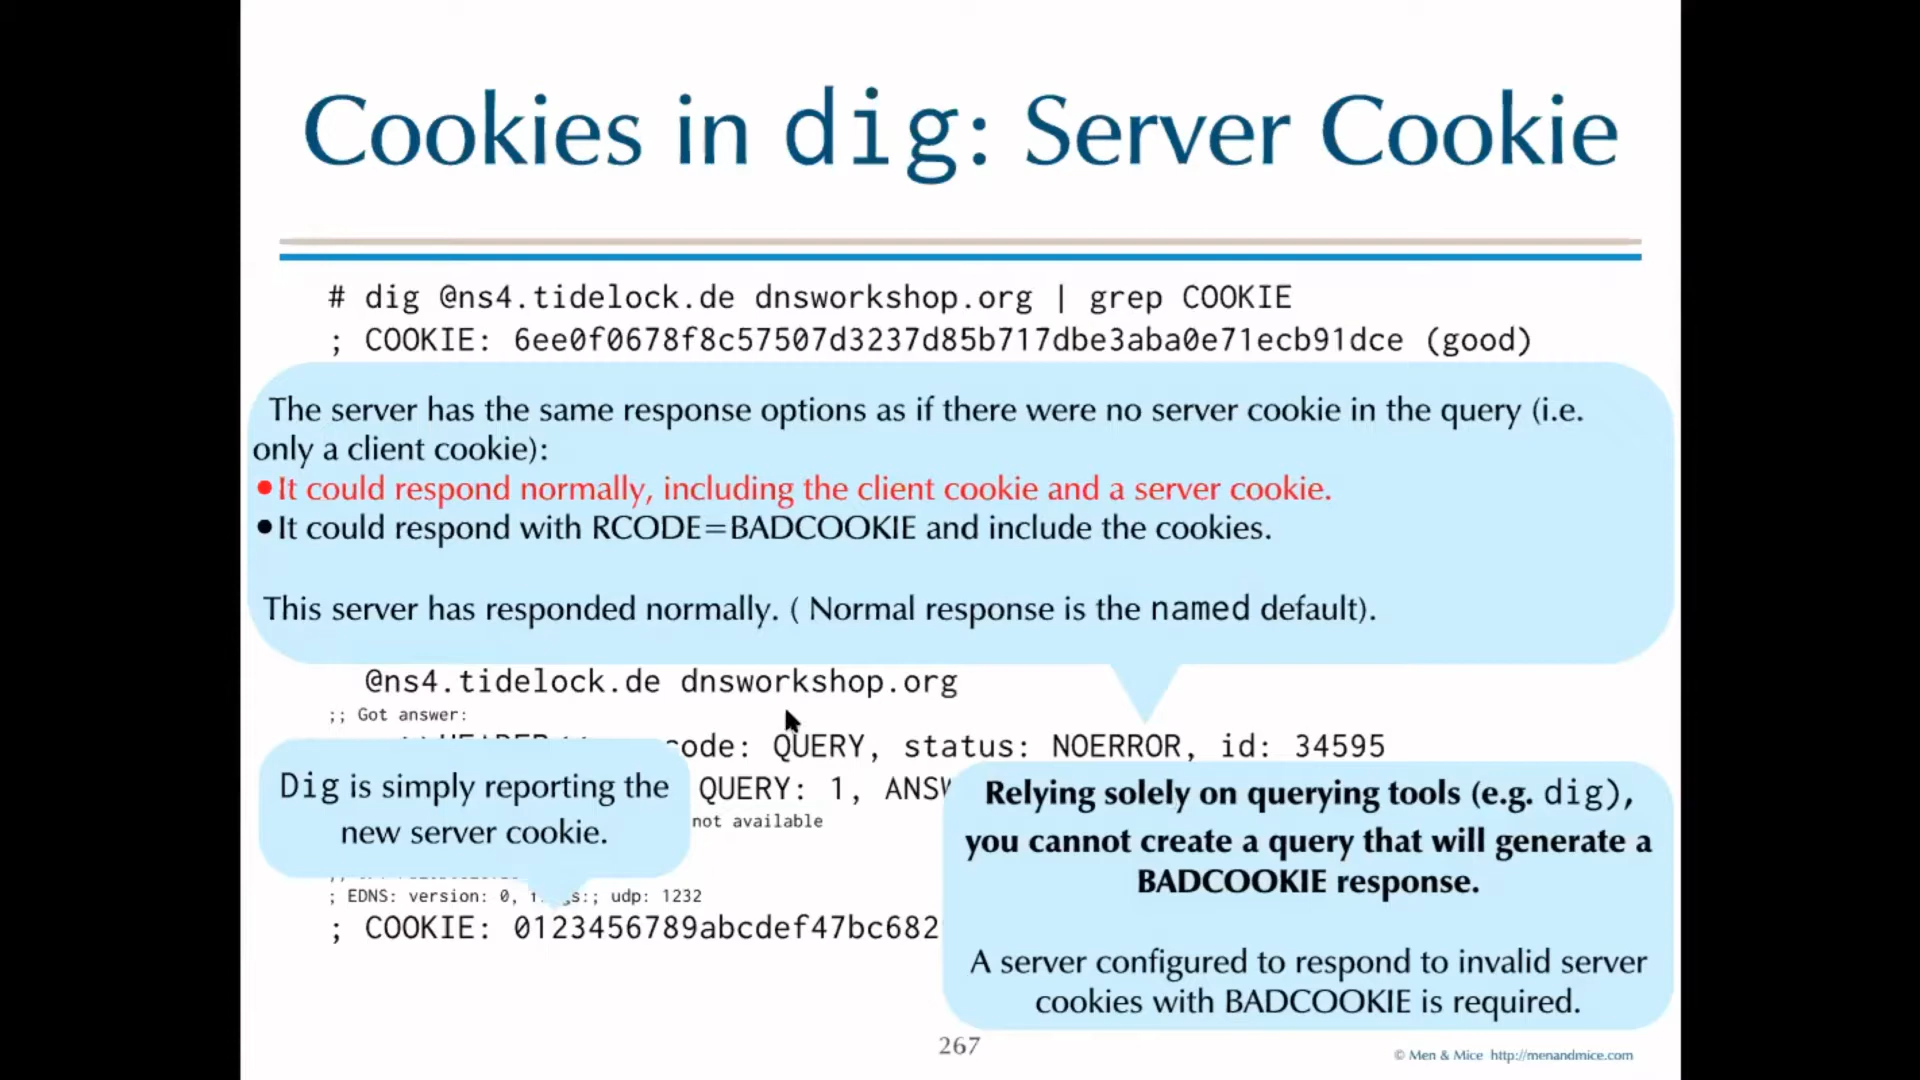 Cookies in dig: Server Cookie
# dig @ns4.tidelock.de dnsworkshop.org | grep COOKIE
; COOKIE: 6ee0f0678f8c57507d3237d85b717dbe3aba0e71ecb91dce (good)
The server has the same response options as if there were no server cookie in the query (i.e.
only a client cookie):
•It could respond normally, including the client cookie and a server cookie.
•It could respond with RCODE=BADCOOKIE and include the cookies.
This server has responded normally. ( Normal response is the named default).
@ns4.tidelock.de dnsworkshop.org
;; Got answer:
QUERY, status: NOERROR, id: 34595
Dig is simply reporting the
new server cookie.
QUERY: 1,
not available
; EDNS: version: 0, udp: 1232
; COOKIE: 0123456789abcdef47bc682
Relying solely on querying tools (e.g. dig),
you cannot create a query that will generate a
BADCOOKIE response.
A server configured to respond to invalid server
cookies with BADCOOKIE is required.
267
© Men & Mice http://menandmice.com